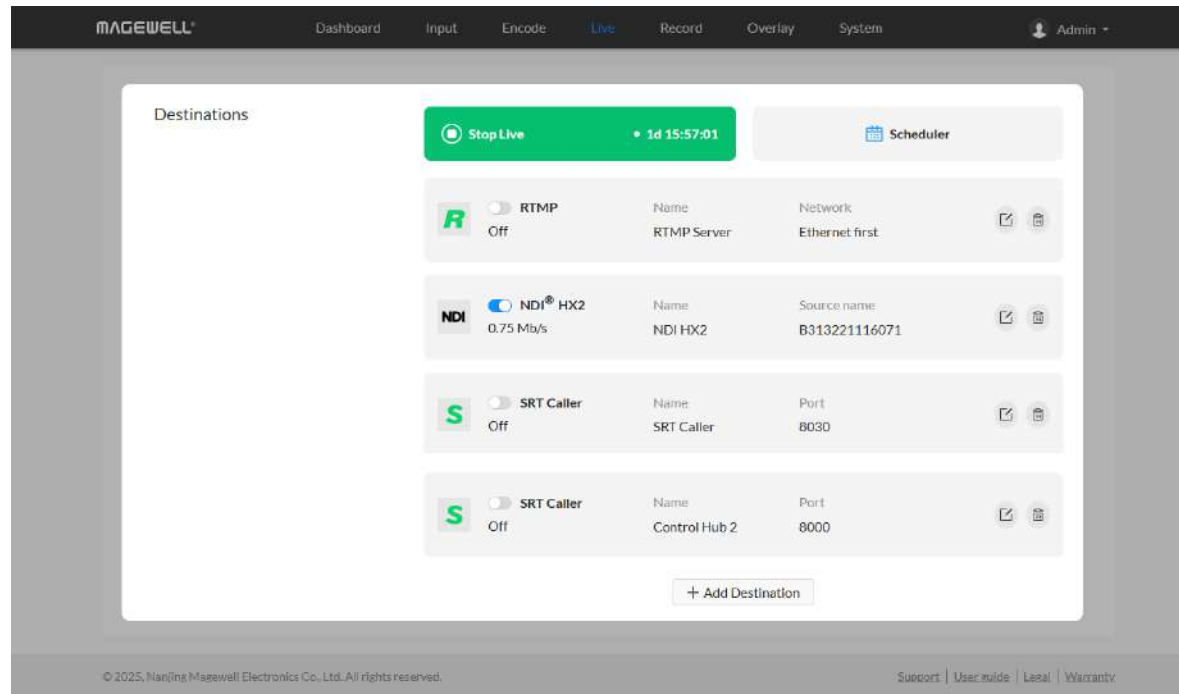 MAGEWELL®
Dashboard Input Encode Live Record Overlay System Admin
Destinations
Stop Live • 1d 15:57:01 Scheduler
R RTMP Name Network
Off RTMP Server Ethernet first
NDI NDI® HX2 Name Source name
0.75 Mb/s NDI HX2 B313221116071
S SRT Caller Name Port
Off SRT Caller 8030
S SRT Caller Name Port
Off Control Hub 2 8000
+ Add Destination
© 2025, Nanjing Magewell Electronics Co., Ltd. All rights reserved. Support | User guide | Legal | Warranty